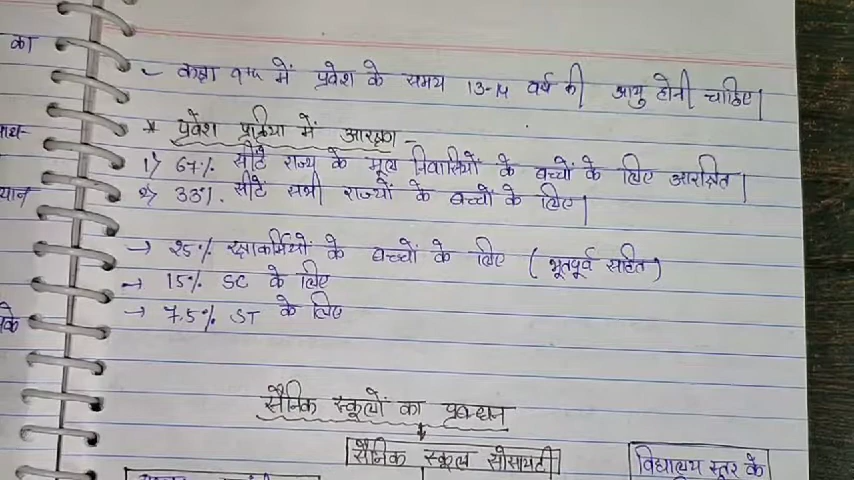 का
- कक्षा 9th में प्रवेश के समय 13-14 वर्ष की आयु होनी चाहिए।
* प्रवेश प्रक्रिया में आरक्षण -
1) 67% सीटें राज्य के मूल निवासियों के बच्चों के लिए आरक्षित।
2) 33%. सीटें सभी राज्यों के बच्चों के लिए।
→ 25% रक्षाकर्मियों के बच्चों के लिए (भूतपूर्व सहित)
→ 15% SC के लिए
→ 7.5% ST के लिए
सैनिक स्कूलों का प्रबन्धन
सैनिक स्कूल सोसायटी
विद्यालय स्तर के